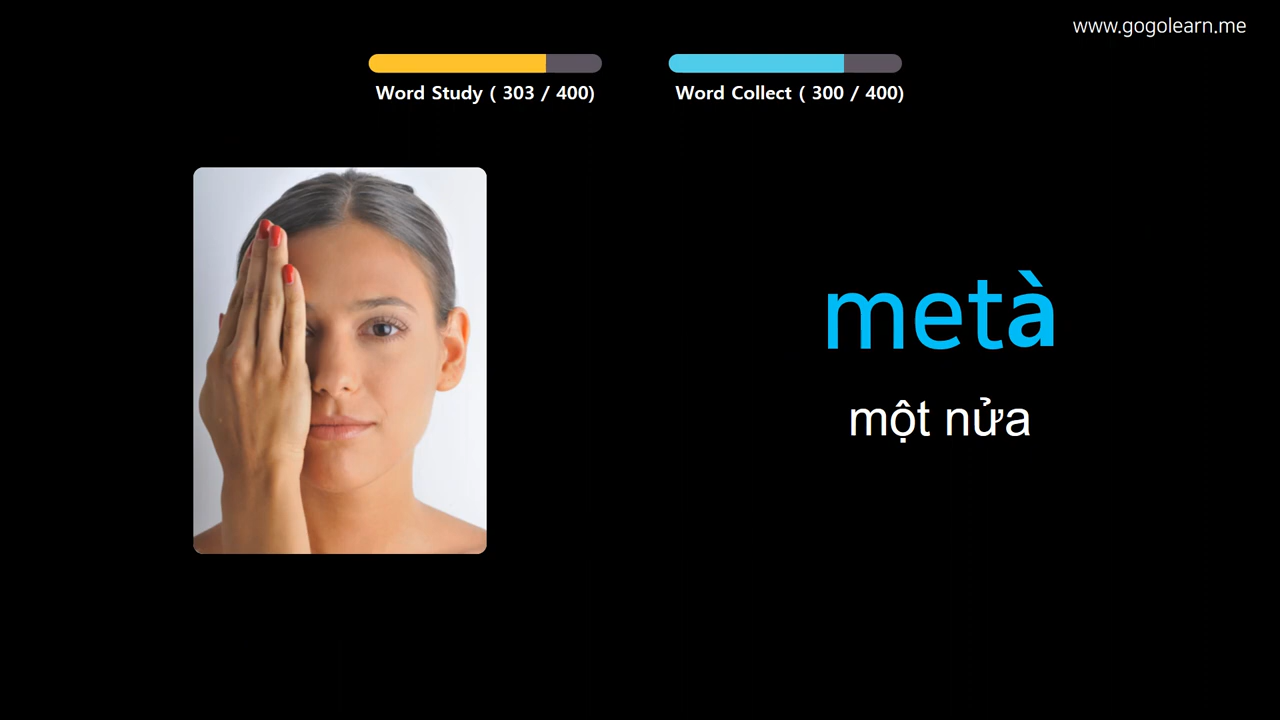 www.gogolearn.me
Word Study ( 303 / 400)
Word Collect ( 300 / 400)
metà
một nửa